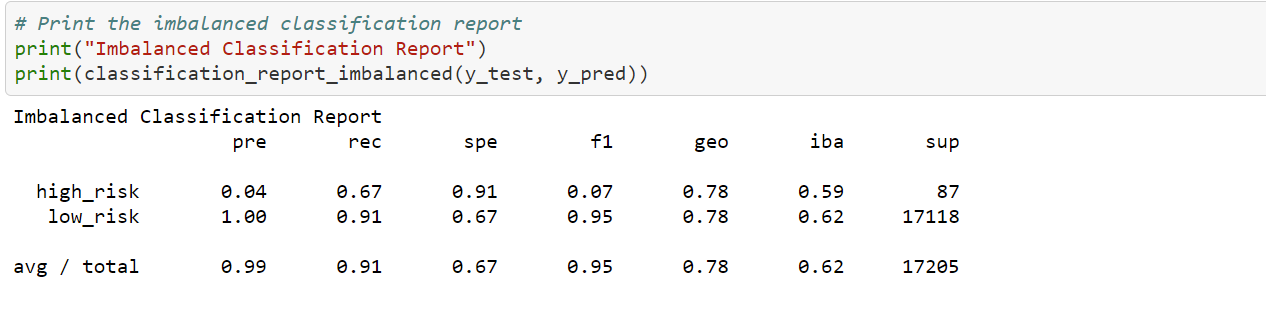 # Print the imbalanced classification report
print("Imbalanced Classification Report")
print(classification_report_imbalanced(y_test, y_pred))
Imbalanced Classification Report
pre rec spe f1 geo iba sup
high_risk 0.04 0.67 0.91 0.07 0.78 0.59 87
low_risk 1.00 0.91 0.67 0.95 0.78 0.62 17118
avg / total 0.99 0.91 0.67 0.95 0.78 0.62 17205